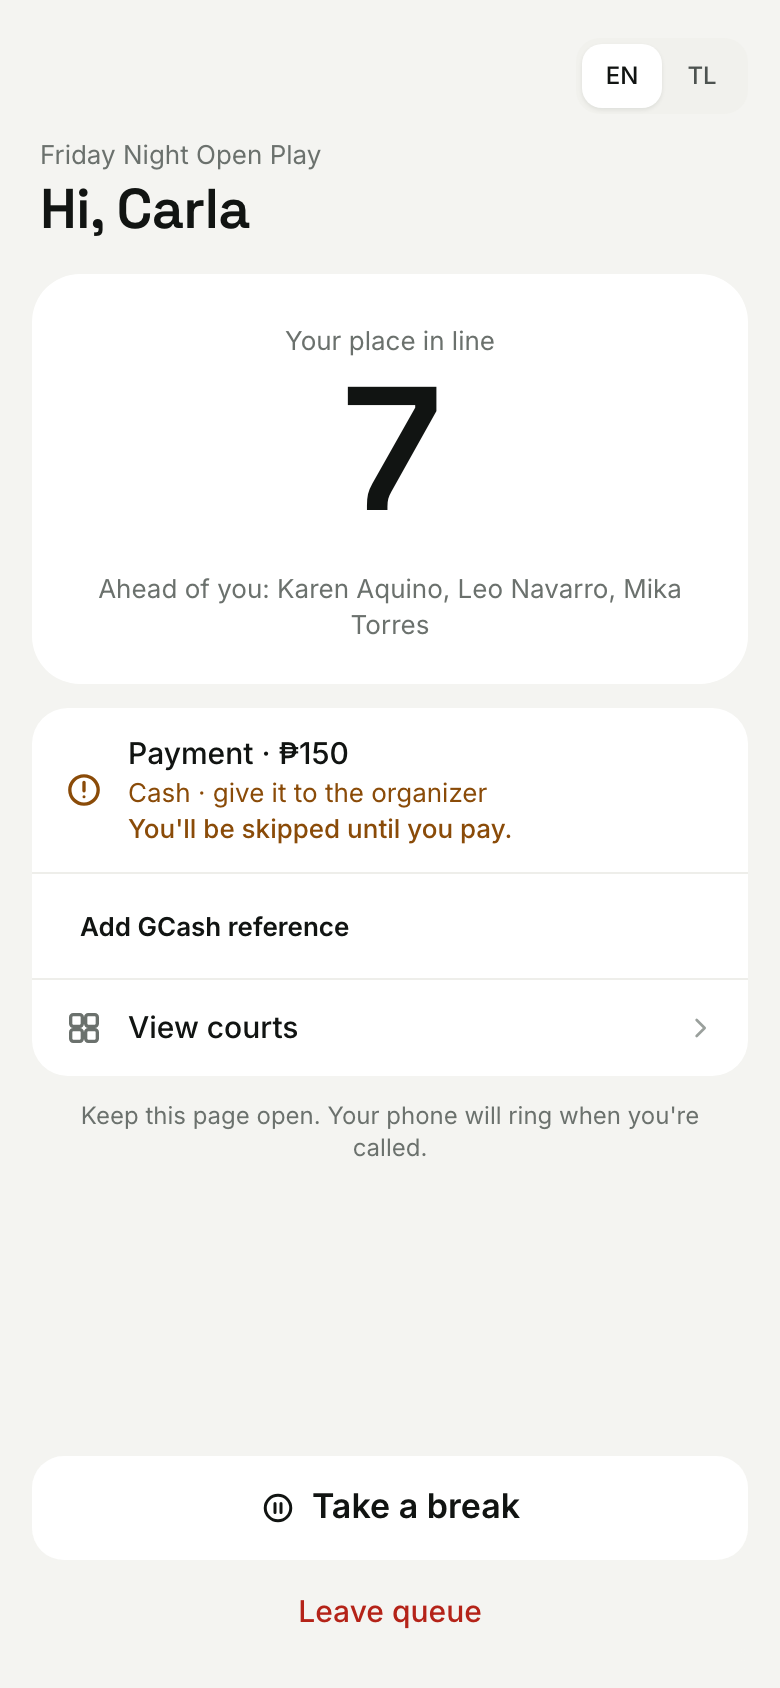 EN TL
Friday Night Open Play
Hi, Carla
Your place in line
7
Ahead of you: Karen Aquino, Leo Navarro, Mika
Torres
Payment · ₱150
Cash · give it to the organizer
You'll be skipped until you pay.
Add GCash reference
View courts
Keep this page open. Your phone will ring when you're
called.
Take a break
Leave queue